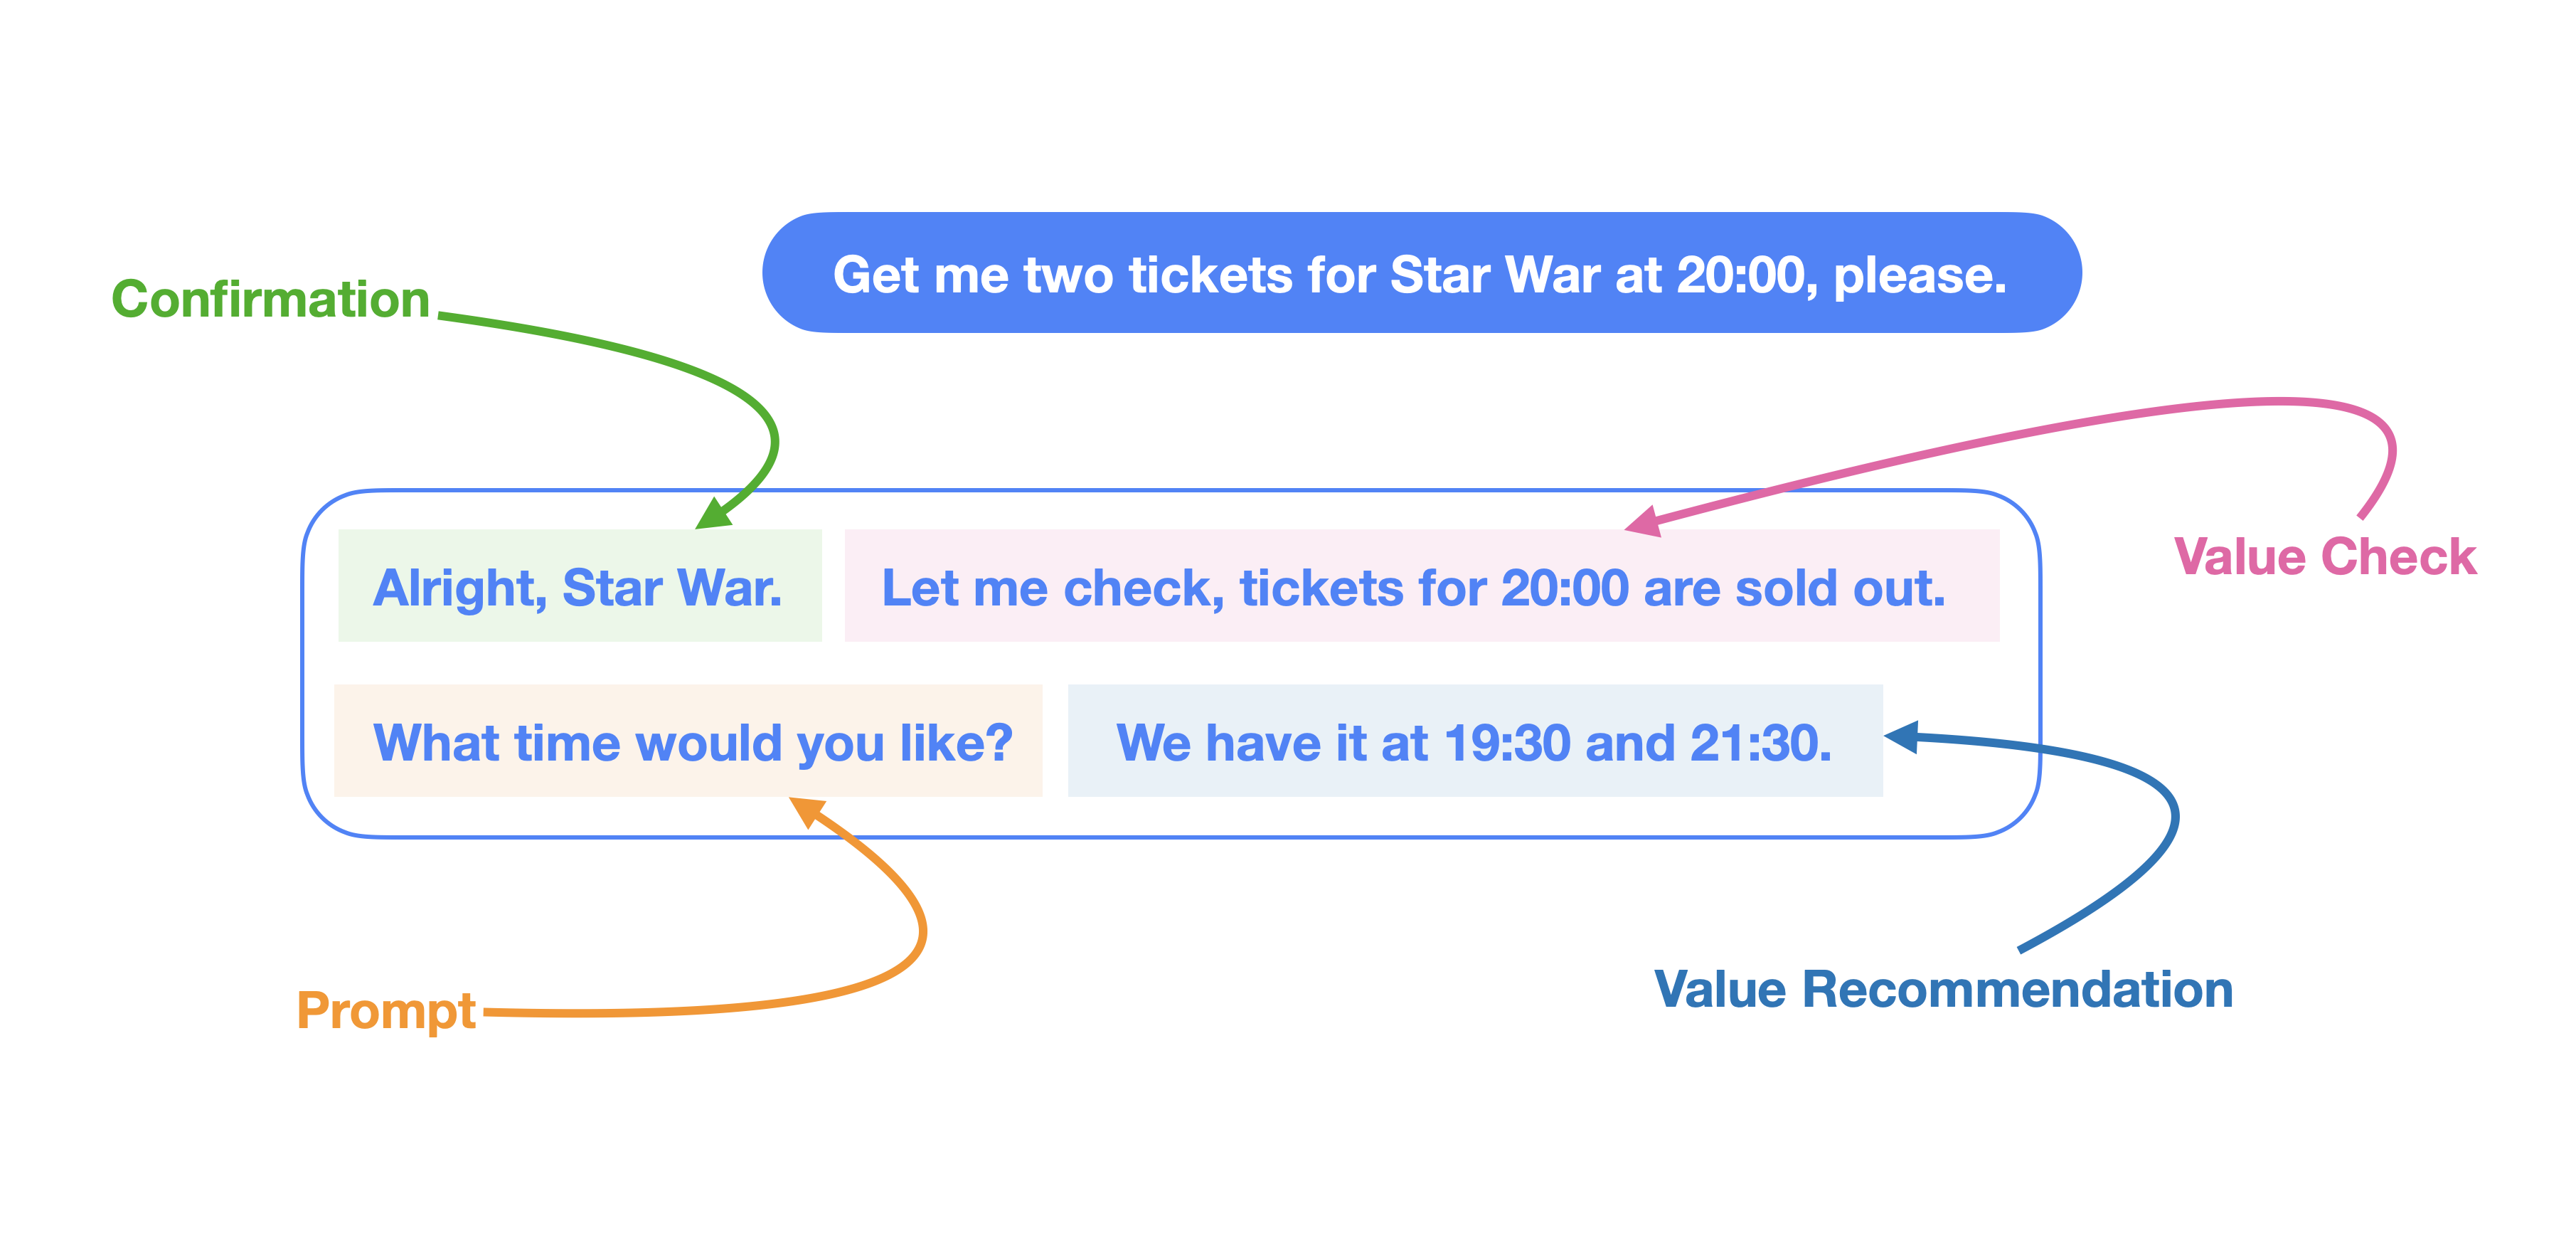 Get me two tickets for Star War at 20:00, please.
Confirmation
Alright, Star War. Let me check, tickets for 20:00 are sold out.
Value Check
What time would you like? We have it at 19:30 and 21:30.
Value Recommendation
Prompt